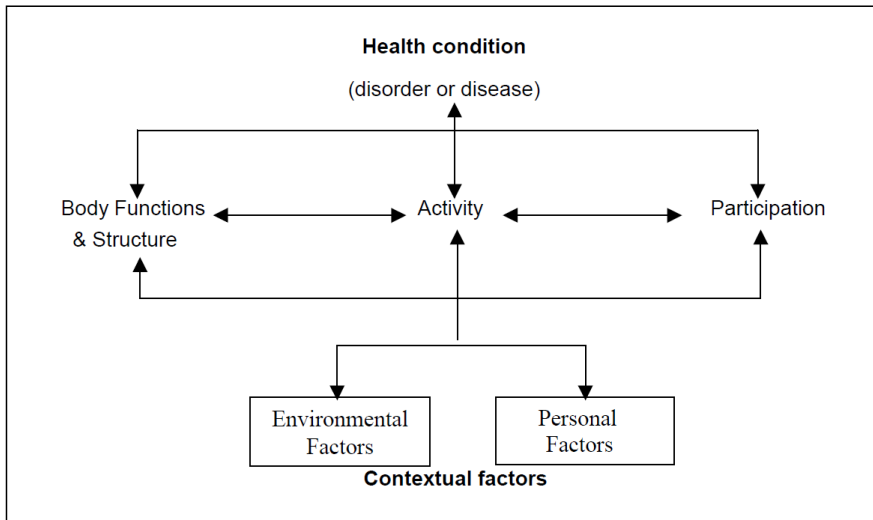 Health condition
(disorder or disease)
Body Functions
& Structure
Activity
Participation
Environmental
Factors
Personal
Factors
Contextual factors